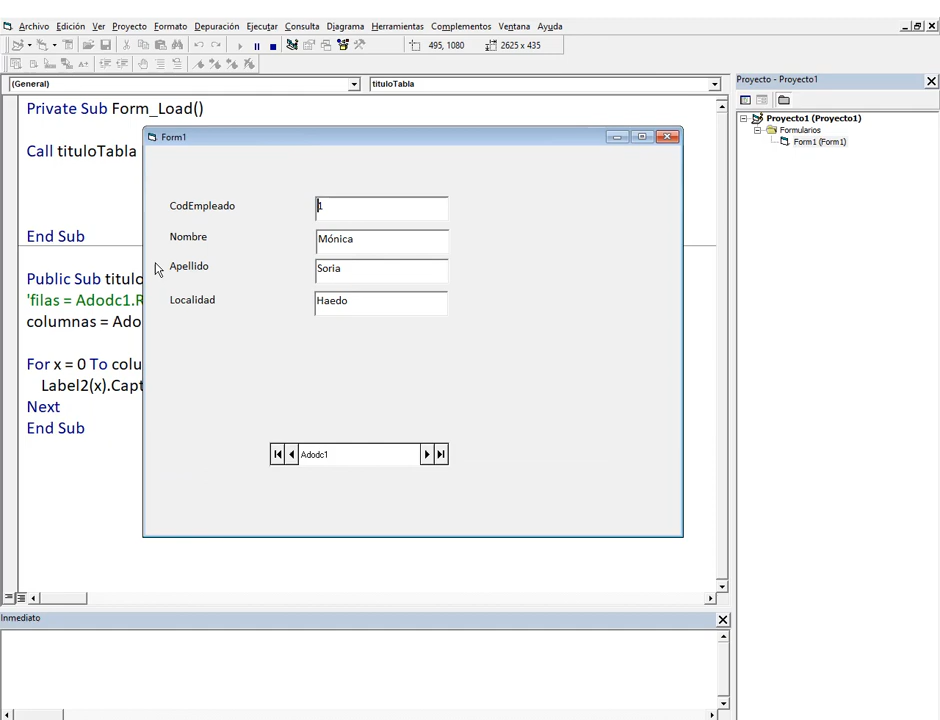 Archivo Edición Ver Proyecto Formato Depuración Ejecutar Consulta Diagrama Herramientas Complementos Ventana Ayuda
495, 1080 2625 x 435
(General) tituloTabla
Proyecto - Proyecto1
Proyecto1 (Proyecto1)
Formularios
Form1 (Form1)
Private Sub Form_Load()
Call tituloTabla
End Sub
Public Sub titulo
'filas = Adodc1.R
columnas = Ado
For x = 0 To colu
Label2(x).Capt
Next
End Sub
Form1
CodEmpleado 1
Nombre Mónica
Apellido Soria
Localidad Haedo
Adodc1
Inmediato